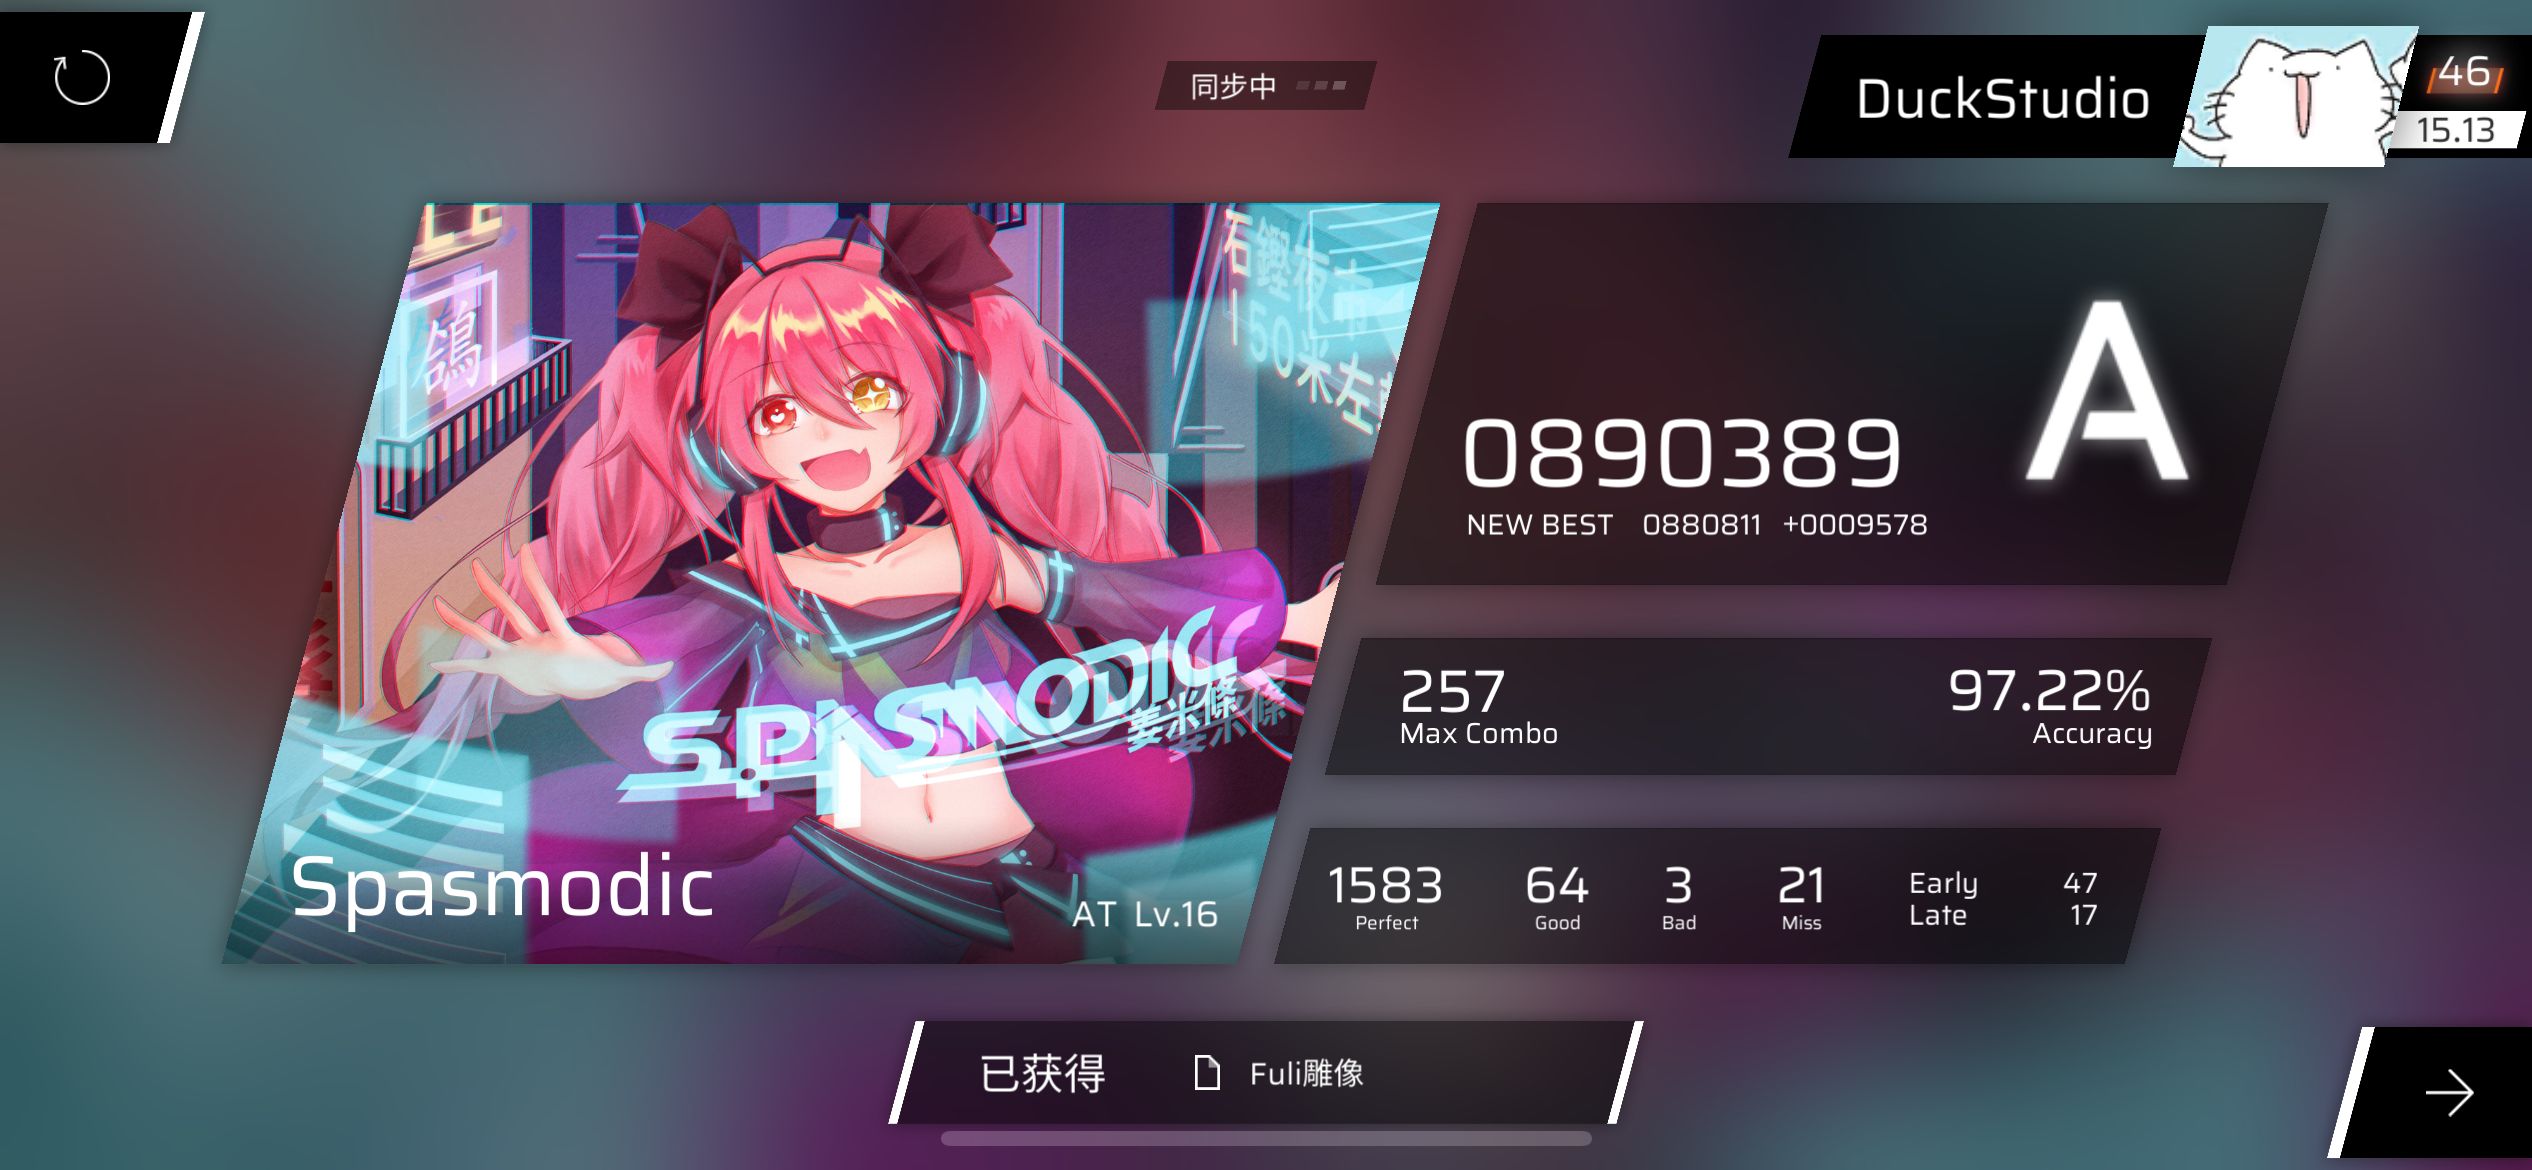 同步中
DuckStudio
46
15.13
鴿
石鏗夜市
150米左
SPASMODIC
姜米條
Spasmodic
AT Lv.16
A
0890389
NEW BEST 0880811 +0009578
257
Max Combo
97.22%
Accuracy
1583
Perfect
64
Good
3
Bad
21
Miss
Early 47
Late 17
已获得 Fuli雕像